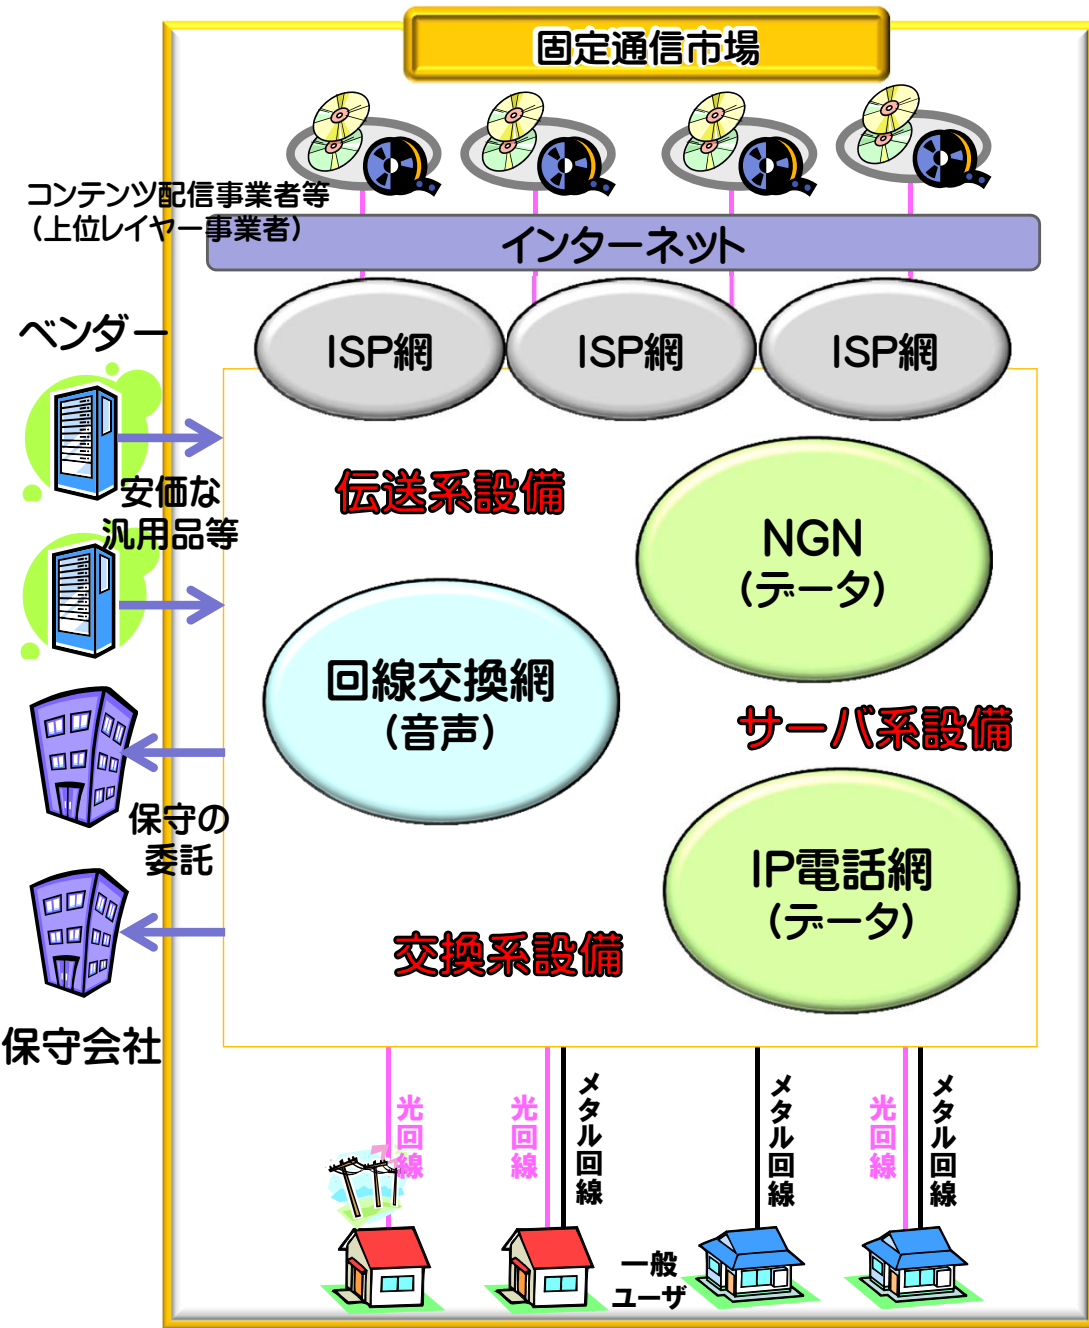 固定通信市場
コンテンツ配信事業者等
（上位レイヤー事業者）
インターネット
ベンダー
ISP網
ISP網
ISP網
伝送系設備
安価な
汎用品等
NGN
（データ）
回線交換網
（音声）
サーバ系設備
保守の
委託
IP電話網
（データ）
交換系設備
保守会社
光回線
光回線
メタル回線
メタル回線
光回線
メタル回線
一般
ユーザ